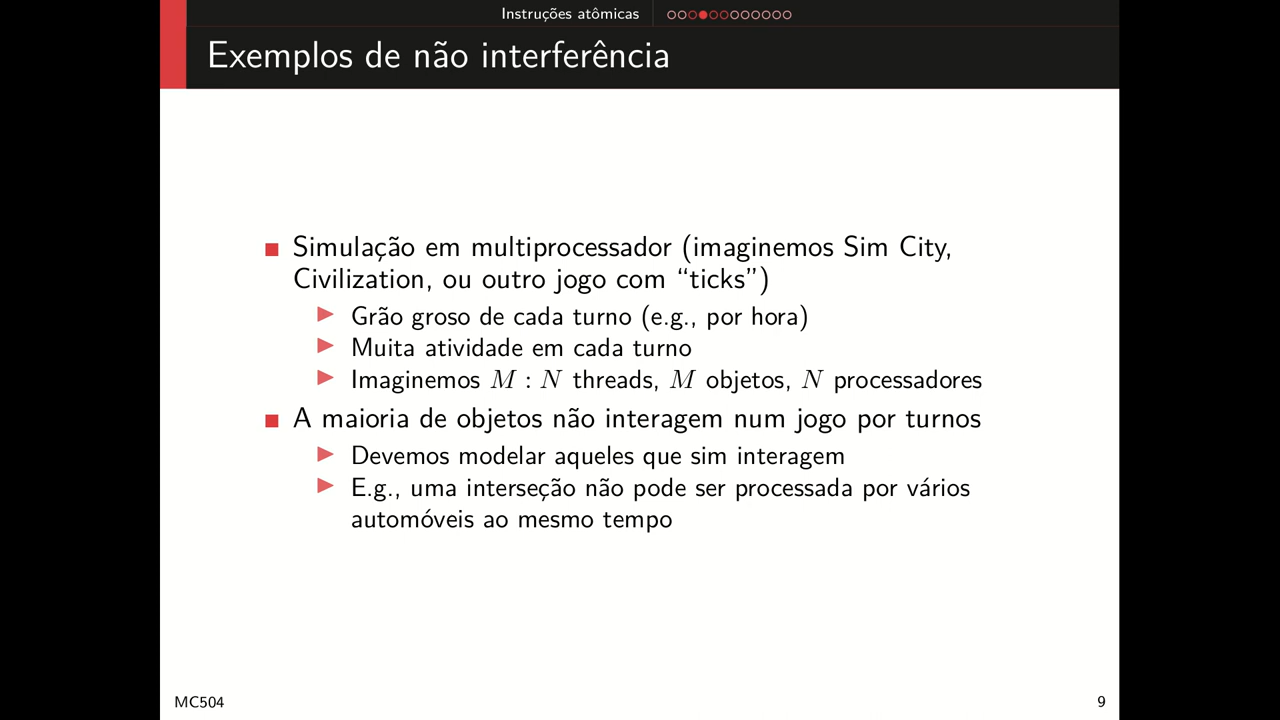 Instruções atômicas
Exemplos de não interferência
Simulação em multiprocessador (imaginemos Sim City,
Civilization, ou outro jogo com “ticks”)
Grão groso de cada turno (e.g., por hora)
Muita atividade em cada turno
Imaginemos M : N threads, M objetos, N processadores
A maioria de objetos não interagem num jogo por turnos
Devemos modelar aqueles que sim interagem
E.g., uma interseção não pode ser processada por vários
automóveis ao mesmo tempo
MC504
9